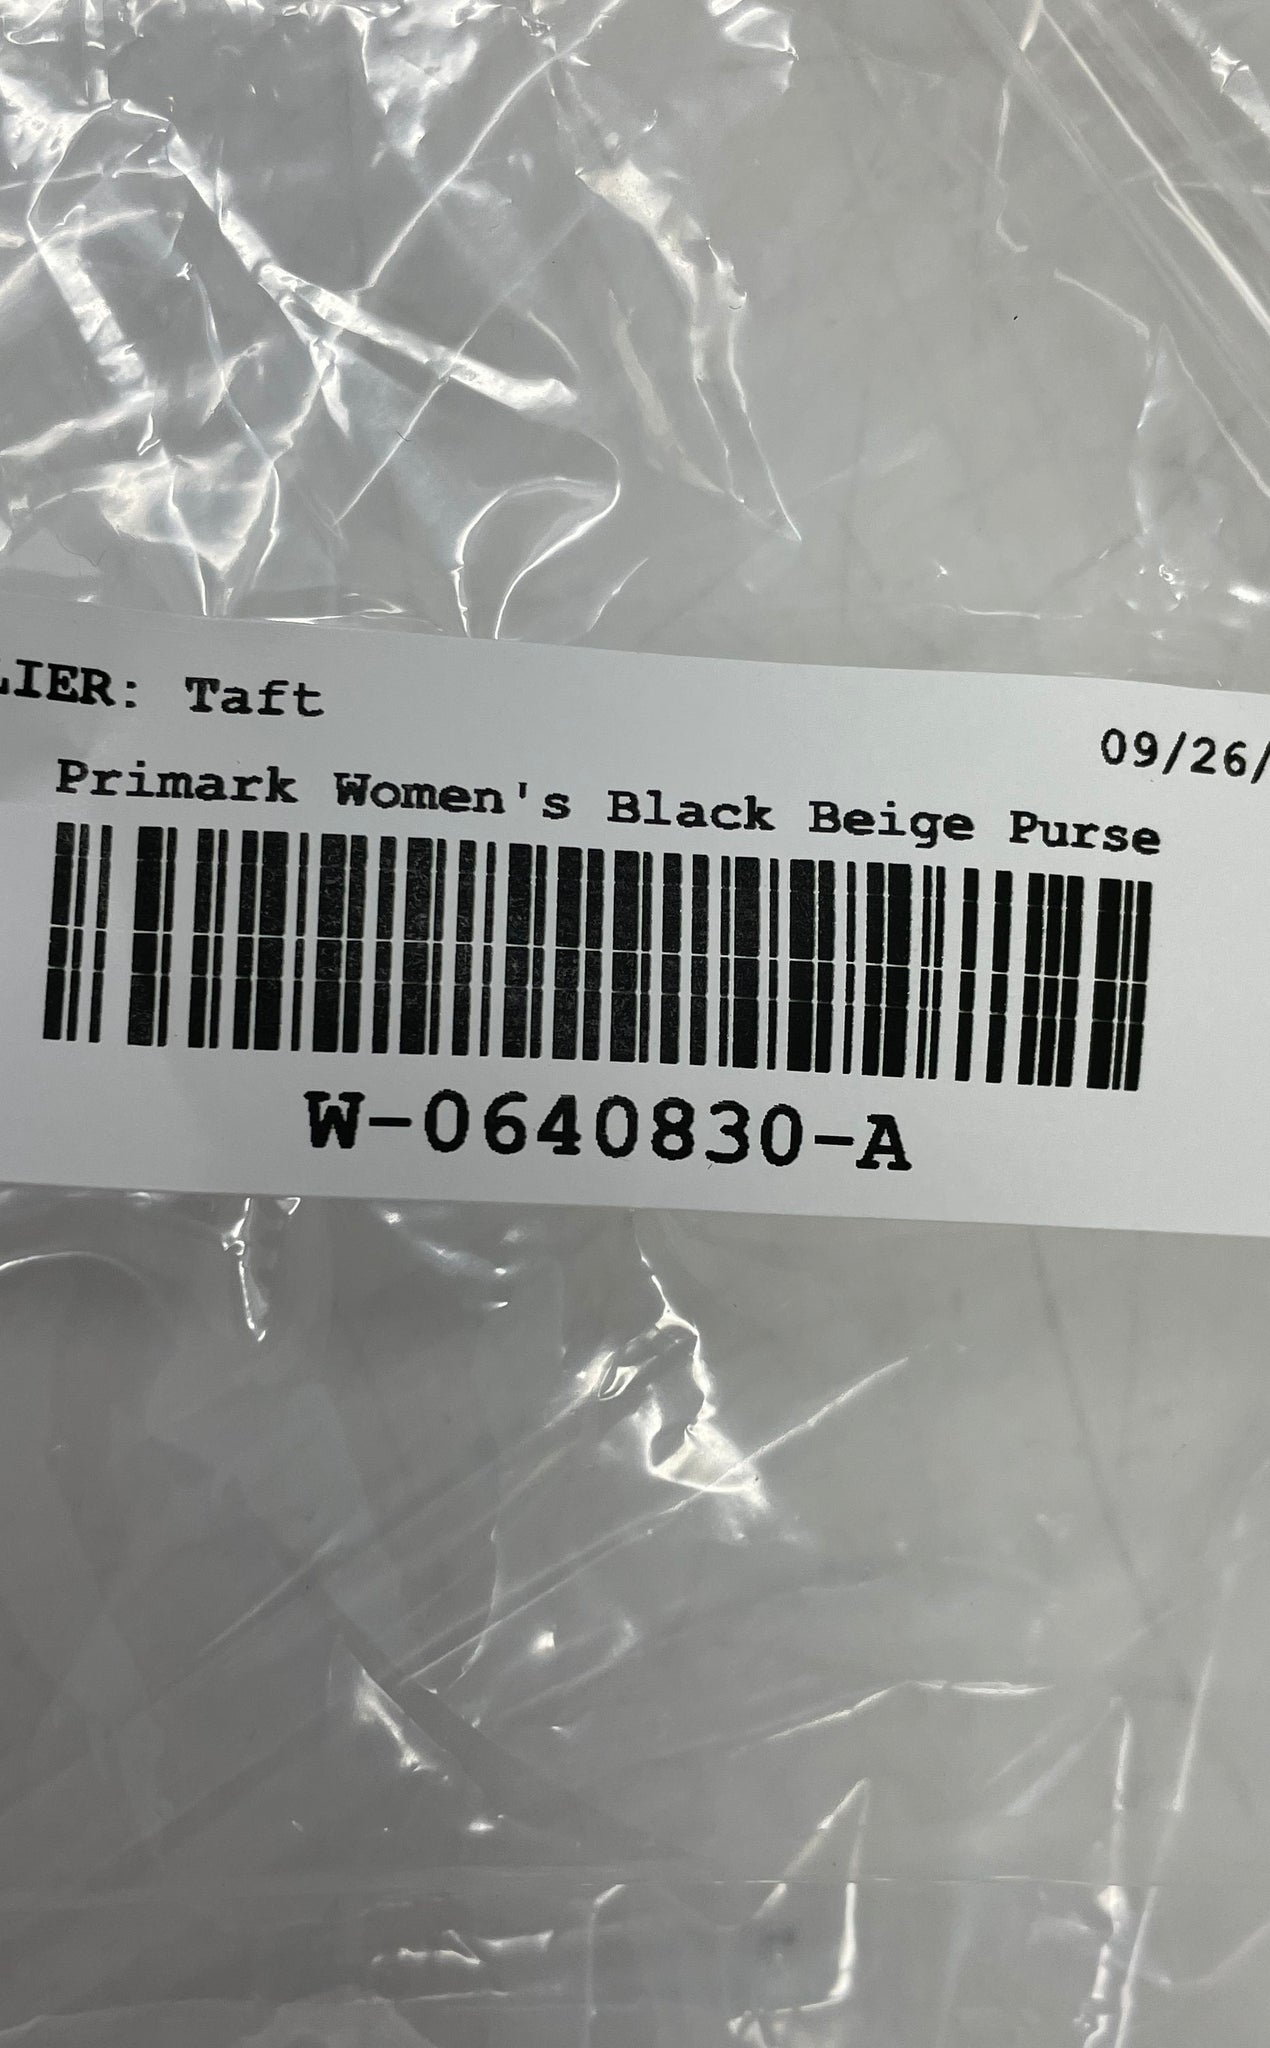 LIER: Taft
09/26/
Primark Women's Black Beige Purse
W-0640830-A